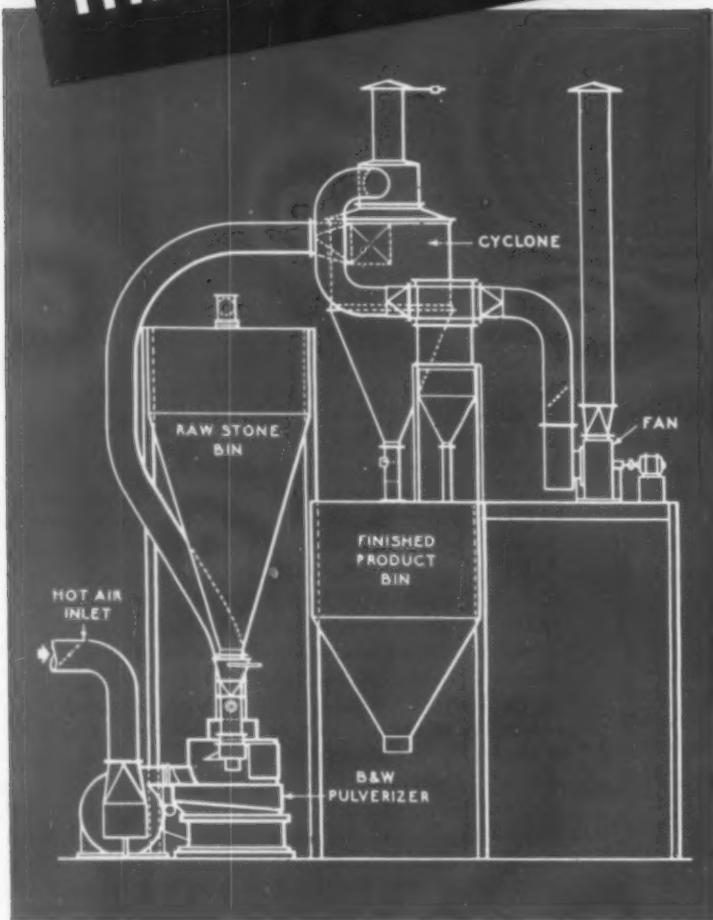 CYCLONE
RAW STONE
BIN
FAN
FINISHED
PRODUCT
BIN
HOT AIR
INLET
B&W
PULVERIZER